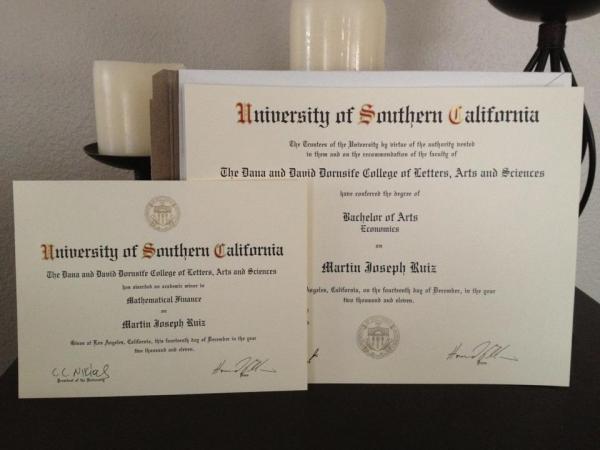 University of Southern California
The Trustees of the University by virtue of the authority vested
in them and on the recommendation of the faculty of
The Dana and David Dornsife College of Letters, Arts and Sciences
have conferred the degree of
Bachelor of Arts
Economics
on
Martin Joseph Ruiz
Angeles, California, on the fourteenth day of December, in the year
two thousand and eleven.
Dean
University of Southern California
The Dana and David Dornsife College of Letters, Arts and Sciences
has awarded an academic minor in
Mathematical Finance
on
Martin Joseph Ruiz
Given at Los Angeles, California, this fourteenth day of December in the year
two thousand and eleven.
C. L. Nikias
President of the University
Dean